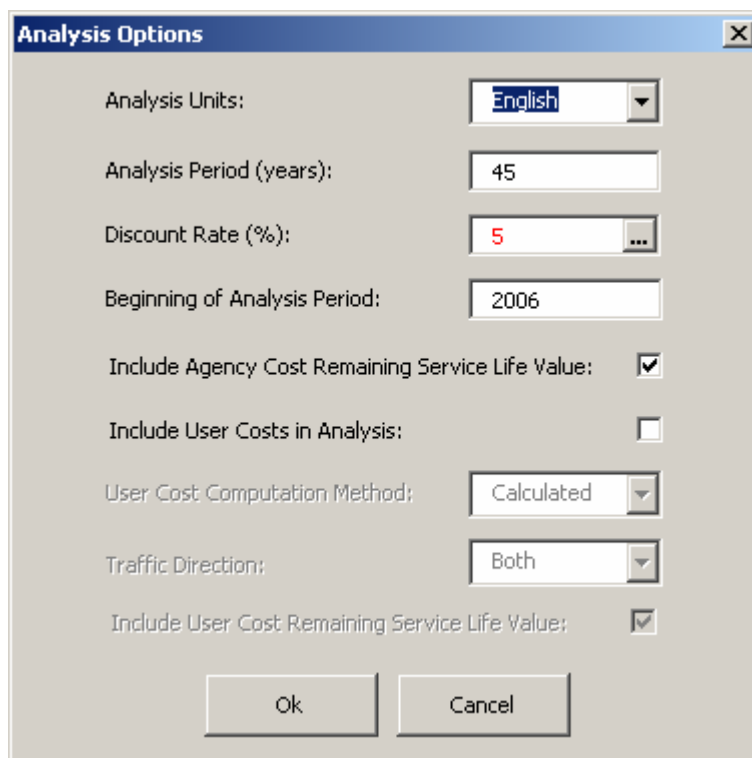 Analysis Options
Analysis Units: English
Analysis Period (years): 45
Discount Rate (%): 5 ...
Beginning of Analysis Period: 2006
Include Agency Cost Remaining Service Life Value:
Include User Costs in Analysis:
User Cost Computation Method: Calculated
Traffic Direction: Both
Include User Cost Remaining Service Life Value:
Ok Cancel